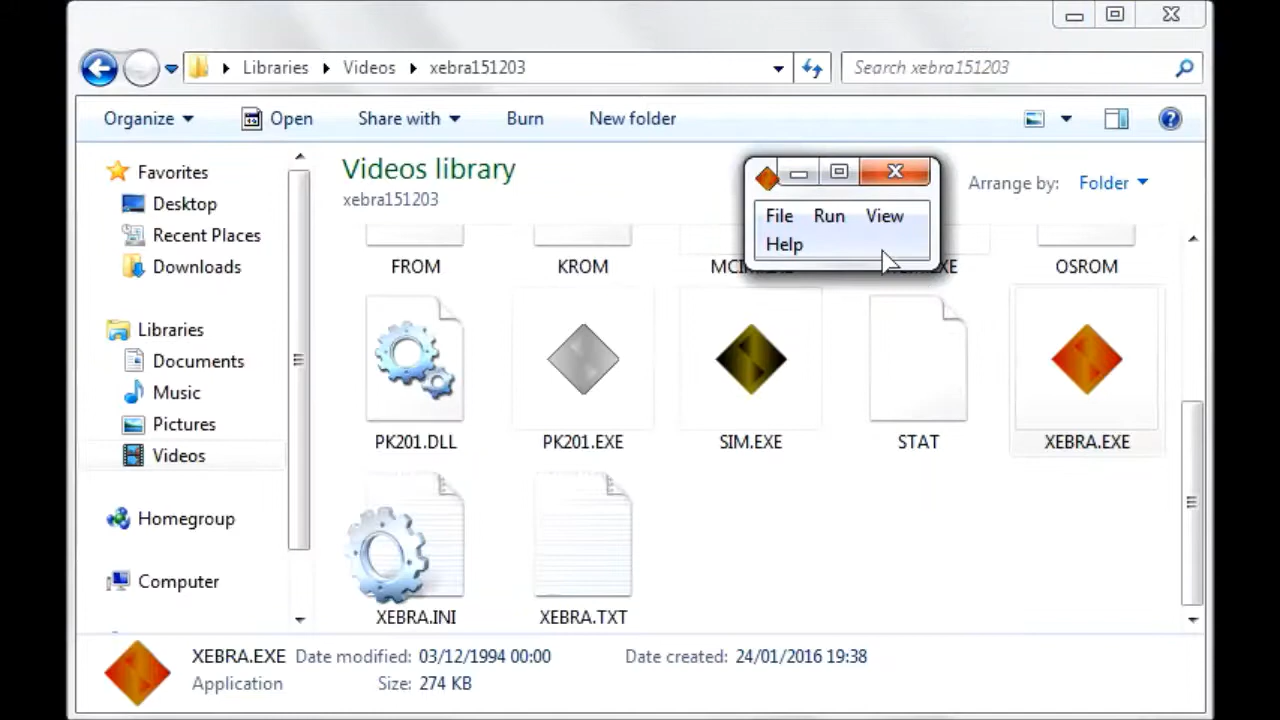 Libraries Videos xebra151203
Search xebra151203
Organize Open Share with Burn New folder
Favorites
Desktop
Recent Places
Downloads
Libraries
Documents
Music
Pictures
Videos
Homegroup
Computer
Videos library
xebra151203
Arrange by: Folder
File Run View
Help
FROM KROM OSROM
PK201.DLL PK201.EXE SIM.EXE STAT XEBRA.EXE
XEBRA.INI XEBRA.TXT
XEBRA.EXE Date modified: 03/12/1994 00:00 Date created: 24/01/2016 19:38
Application Size: 274 KB